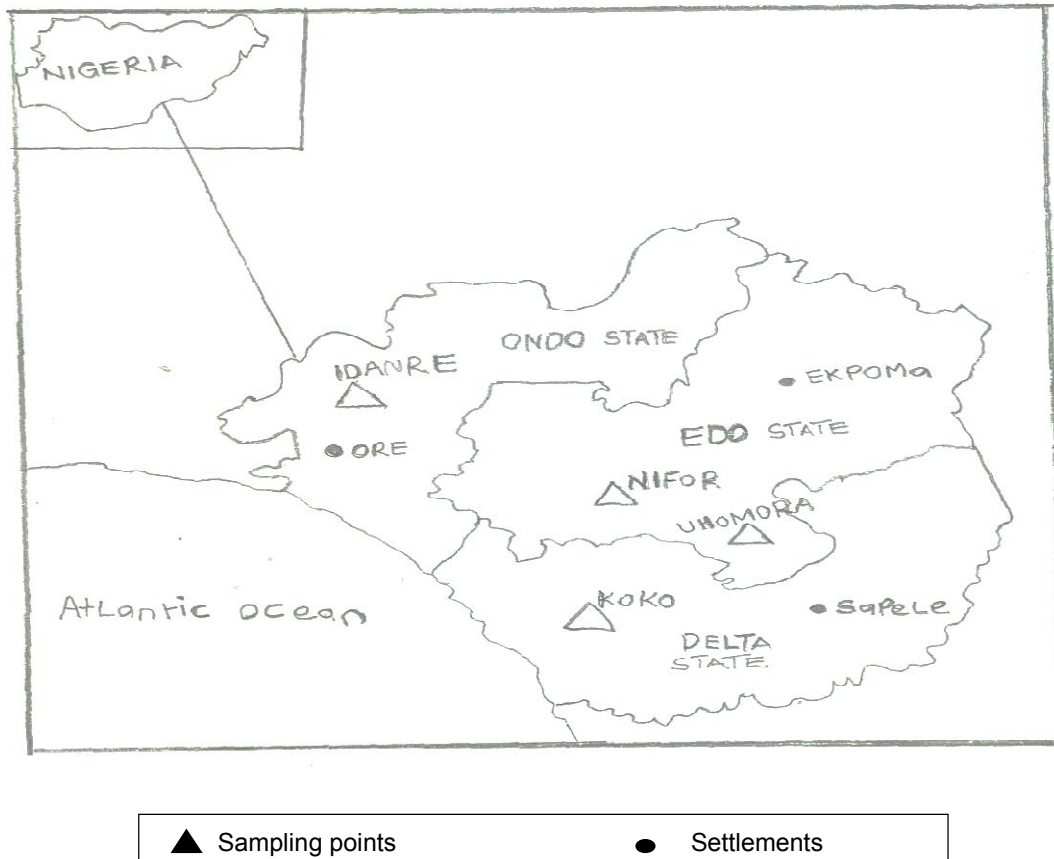 NIGERIA
ONDO STATE
IDANRE
EKPOMa
EDO STATE
ORE
NIFOR
UHOMORA
KOKO
AtLantic ocean
SaPeLe
DELTA
STATE.
Sampling points Settlements